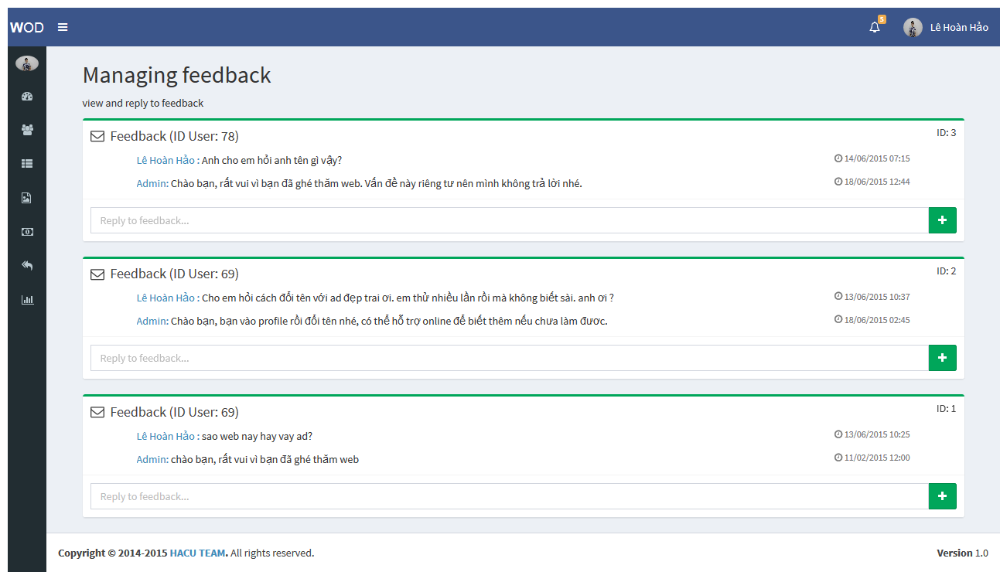 WOD
5
Lê Hoàn Hảo
Managing feedback
view and reply to feedback
Feedback (ID User: 78)
ID: 3
Lê Hoàn Hảo : Anh cho em hỏi anh tên gì vậy?
14/06/2015 07:15
Admin: Chào bạn, rất vui vì bạn đã ghé thăm web. Vấn đề này riêng tư nên mình không trả lời nhé.
18/06/2015 12:44
Reply to feedback...
Feedback (ID User: 69)
ID: 2
Lê Hoàn Hảo : Cho em hỏi cách đổi tên với ad đẹp trai ơi. em thử nhiều lần rồi mà không biết sài. anh ơi ?
13/06/2015 10:37
Admin: Chào bạn, bạn vào profile rồi đổi tên nhé, có thể hỗ trợ online để biết thêm nếu chưa làm đươc.
18/06/2015 02:45
Reply to feedback...
Feedback (ID User: 69)
ID: 1
Lê Hoàn Hảo : sao web nay hay vay ad?
13/06/2015 10:25
Admin: chào bạn, rất vui vì bạn đã ghé thăm web
11/02/2015 12:00
Reply to feedback...
Copyright © 2014-2015 HACU TEAM. All rights reserved.
Version 1.0